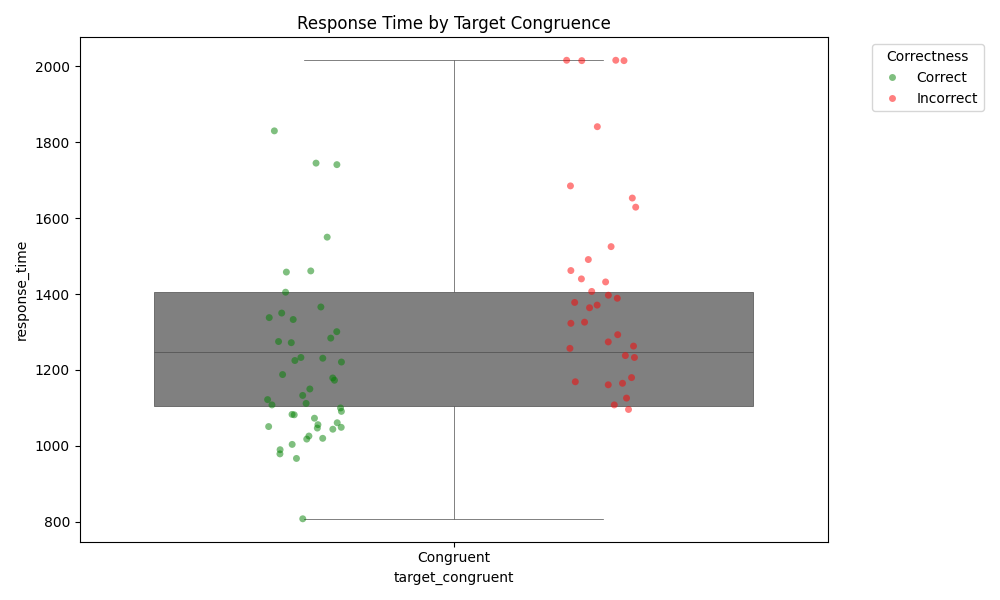 Response Time by Target Congruence
Correctness
Correct
Incorrect
response_time
2000
1800
1600
1400
1200
1000
800
Congruent
target_congruent